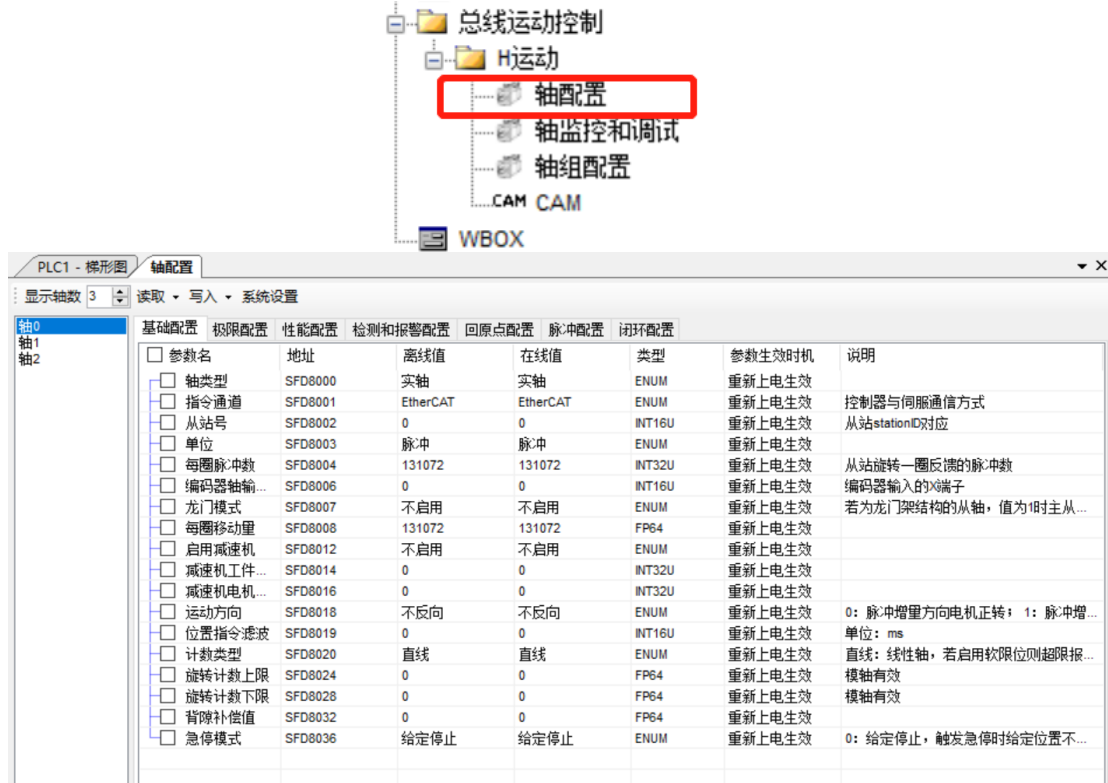 总线运动控制
H运动
轴配置
轴监控和调试
轴组配置
CAM CAM
WBOX
PLC1 - 梯形图 轴配置
显示轴数 3 读取 写入 系统设置
轴0
轴1
轴2
基础配置 极限配置 性能配置 检测和报警配置 回原点配置 脉冲配置 闭环配置
参数名 地址 离线值 在线值 类型 参数生效时机 说明
轴类型 SFD8000 实轴 实轴 ENUM 重新上电生效
指令通道 SFD8001 EtherCAT EtherCAT ENUM 重新上电生效 控制器与伺服通信方式
从站号 SFD8002 0 0 INT16U 重新上电生效 从站stationID对应
单位 SFD8003 脉冲 脉冲 ENUM 重新上电生效
每圈脉冲数 SFD8004 131072 131072 INT32U 重新上电生效 从站旋转一圈反馈的脉冲数
编码器轴输... SFD8006 0 0 INT16U 重新上电生效 编码器输入的X端子
龙门模式 SFD8007 不启用 不启用 ENUM 重新上电生效 若为龙门架结构的从轴，值为1时主从...
每圈移动量 SFD8008 131072 131072 FP64 重新上电生效
启用减速机 SFD8012 不启用 不启用 ENUM 重新上电生效
减速机工件... SFD8014 0 0 INT32U 重新上电生效
减速机电机... SFD8016 0 0 INT32U 重新上电生效
运动方向 SFD8018 不反向 不反向 ENUM 重新上电生效 0：脉冲增量方向电机正转； 1：脉冲增...
位置指令滤波 SFD8019 0 0 INT16U 重新上电生效 单位：ms
计数类型 SFD8020 直线 直线 ENUM 重新上电生效 直线：线性轴，若启用软限位则超限报...
旋转计数上限 SFD8024 0 0 FP64 重新上电生效 模轴有效
旋转计数下限 SFD8028 0 0 FP64 重新上电生效 模轴有效
背隙补偿值 SFD8032 0 0 FP64 重新上电生效
急停模式 SFD8036 给定停止 给定停止 ENUM 重新上电生效 0：给定停止，触发急停时给定位置不...